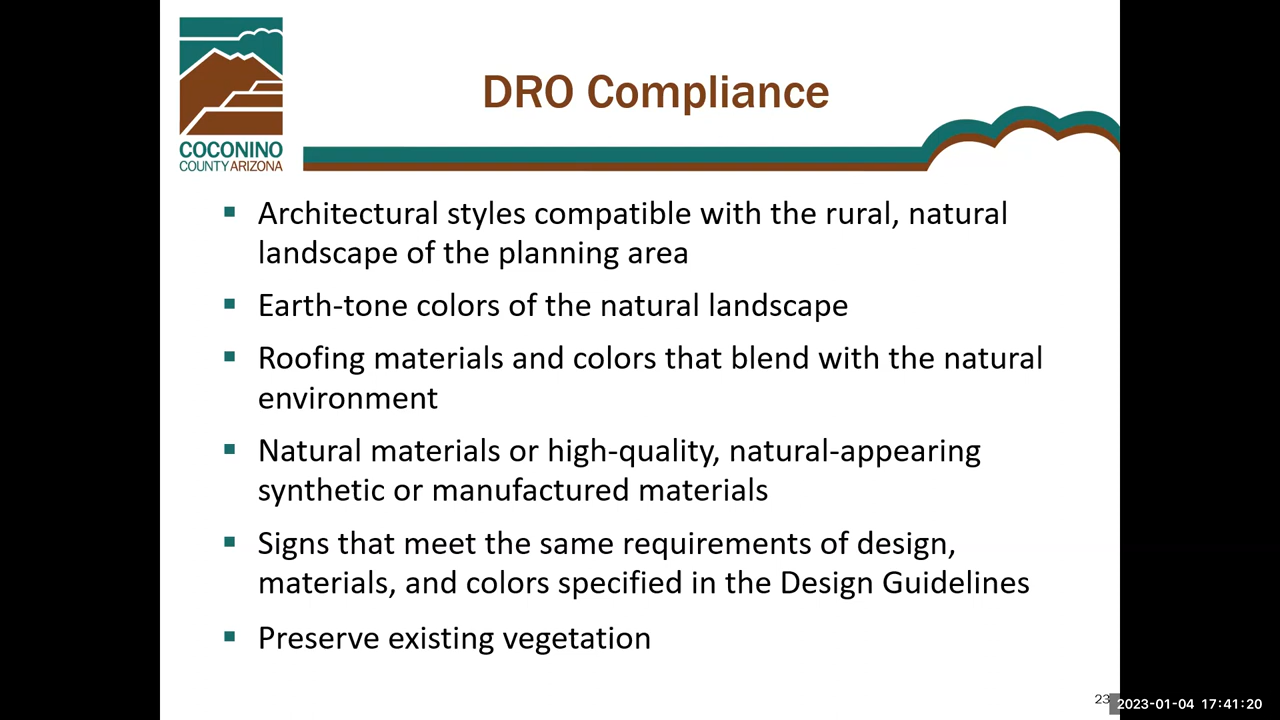 DRO Compliance
COCONINO
COUNTY ARIZONA
Architectural styles compatible with the rural, natural
landscape of the planning area
Earth-tone colors of the natural landscape
Roofing materials and colors that blend with the natural
environment
Natural materials or high-quality, natural-appearing
synthetic or manufactured materials
Signs that meet the same requirements of design,
materials, and colors specified in the Design Guidelines
Preserve existing vegetation
23
2023-01-04 17:41:20